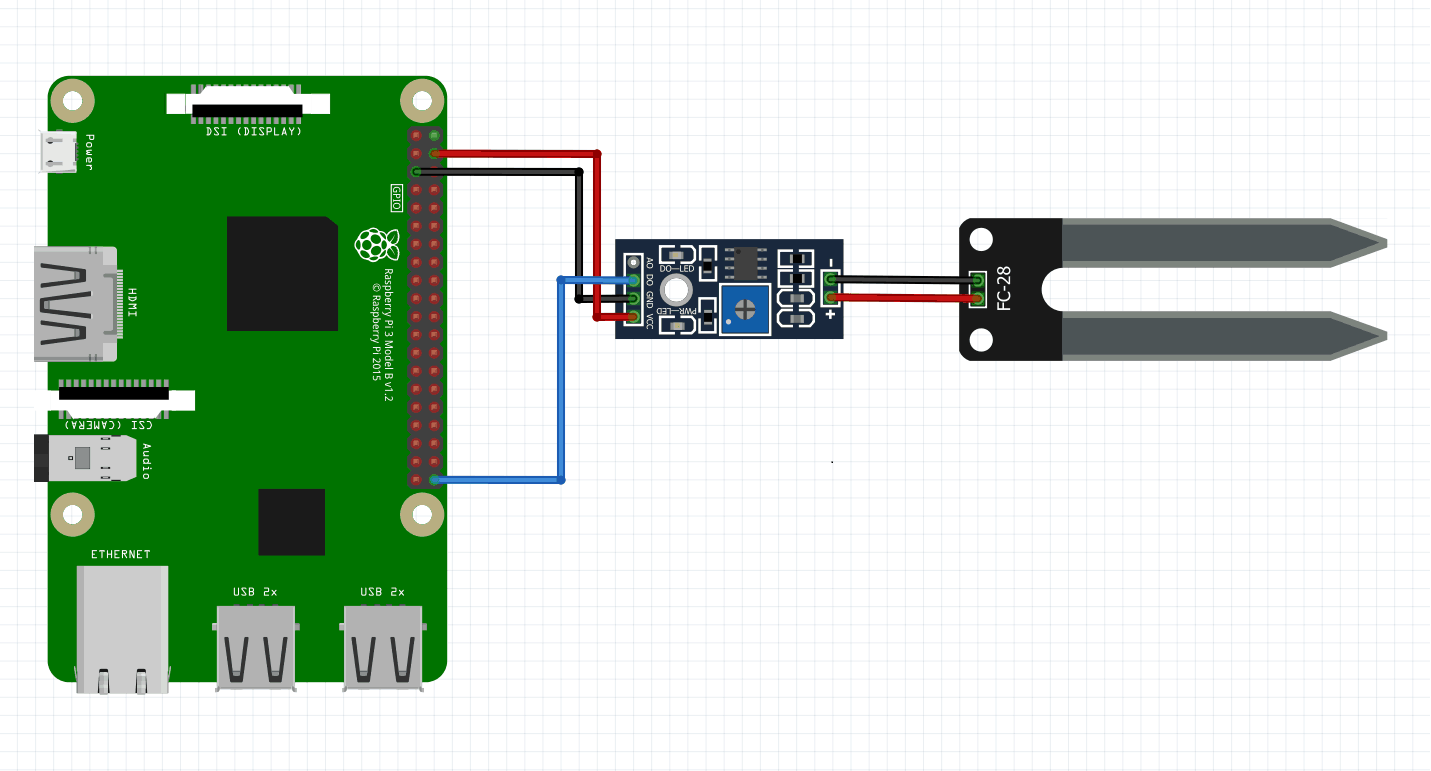 DSI (DISPLAY)
Power
GPIO
HDMI
Raspberry Pi 3 Model B v1.2
© Raspberry Pi 2015
CSI (CAMERA)
Audio
ETHERNET
USB 2x
USB 2x
AO
DO
GND
VCC
DO-LED
PWR-LED
-
+
FC-28